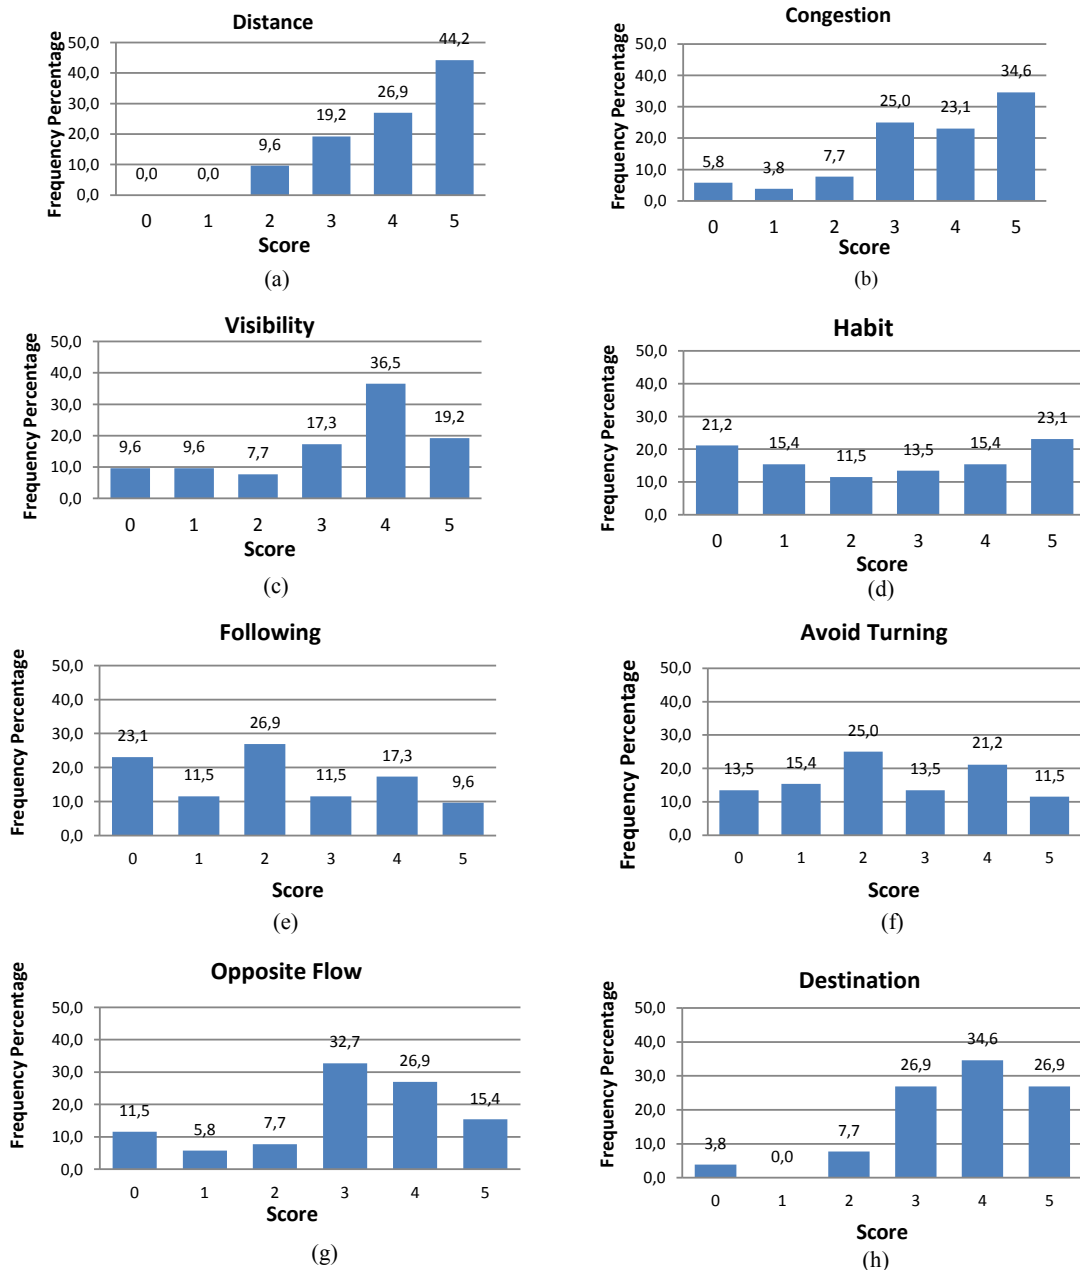 Distance
Frequency Percentage
50,0
40,0
30,0
20,0
10,0
0,0
0,0
0,0
9,6
19,2
26,9
44,2
0 1 2 3 4 5
Score
(a)
Congestion
Frequency Percentage
50,0
40,0
30,0
20,0
10,0
0,0
5,8
3,8
7,7
25,0
23,1
34,6
0 1 2 3 4 5
Score
(b)
Visibility
Frequency Percentage
50,0
40,0
30,0
20,0
10,0
0,0
9,6
9,6
7,7
17,3
36,5
19,2
0 1 2 3 4 5
Score
(c)
Habit
Frequency Percentage
50,0
40,0
30,0
20,0
10,0
0,0
21,2
15,4
11,5
13,5
15,4
23,1
0 1 2 3 4 5
Score
(d)
Following
Frequency Percentage
50,0
40,0
30,0
20,0
10,0
0,0
23,1
11,5
26,9
11,5
17,3
9,6
0 1 2 3 4 5
Score
(e)
Avoid Turning
Frequency Percentage
50,0
40,0
30,0
20,0
10,0
0,0
13,5
15,4
25,0
13,5
21,2
11,5
0 1 2 3 4 5
Score
(f)
Opposite Flow
Frequency Percentage
50,0
40,0
30,0
20,0
10,0
0,0
11,5
5,8
7,7
32,7
26,9
15,4
0 1 2 3 4 5
Score
(g)
Destination
Frequency Percentage
50,0
40,0
30,0
20,0
10,0
0,0
3,8
0,0
7,7
26,9
34,6
26,9
0 1 2 3 4 5
Score
(h)